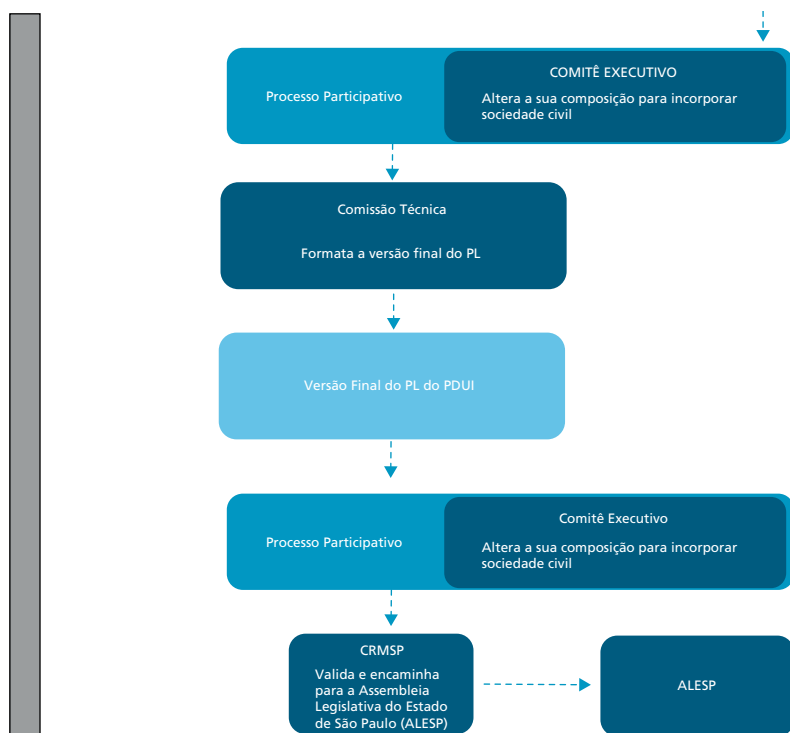 Processo Participativo
COMITÊ EXECUTIVO
Altera a sua composição para incorporar
sociedade civil
Comissão Técnica
Formata a versão final do PL
Versão Final do PL do PDUI
Processo Participativo
Comitê Executivo
Altera a sua composição para incorporar
sociedade civil
CRMSP
Valida e encaminha
para a Assembleia
Legislativa do Estado
de São Paulo (ALESP)
ALESP